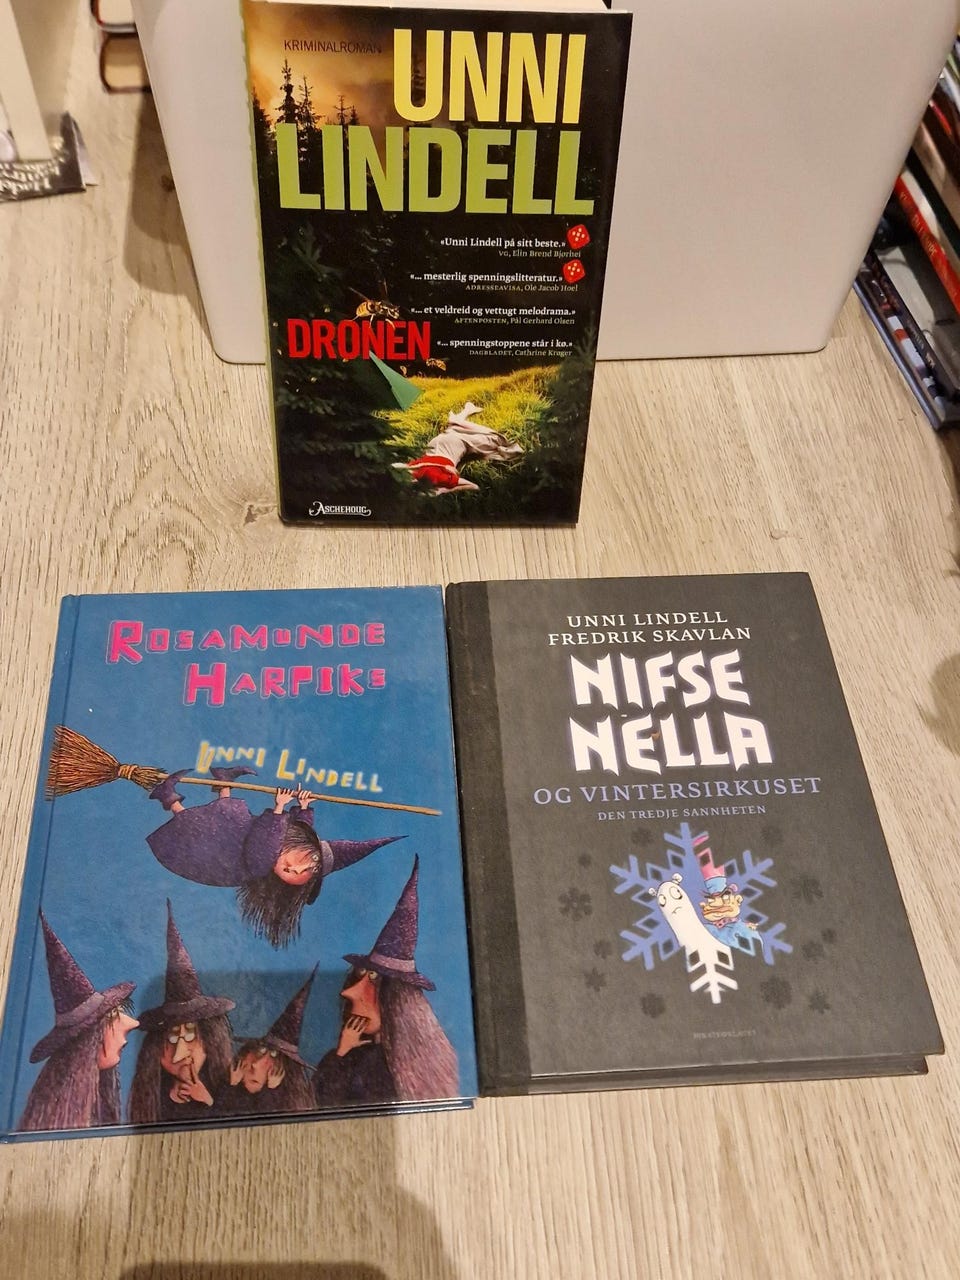 KRIMINALROMAN
UNNI
LINDELL
«Unni Lindell på sitt beste.»
VG, Elin Brend Bjørhei
«... mesterlig spenningslitteratur.»
ADRESSEAVISA, Ole Jacob Hoel
«... et veldreid og vettugt melodrama.»
AFTENPOSTEN, Pål Gerhard Olsen
DRONEN
«... spenningstoppene står i kø.»
DAGBLADET, Cathrine Krøger
ASCHEHOUG
ROSAMUNDE
HARPIKS
UNNI LINDELL
UNNI LINDELL
FREDRIK SKAVLAN
NIFSE
NELLA
OG VINTERSIRKUSET
DEN TREDJE SANNHETEN